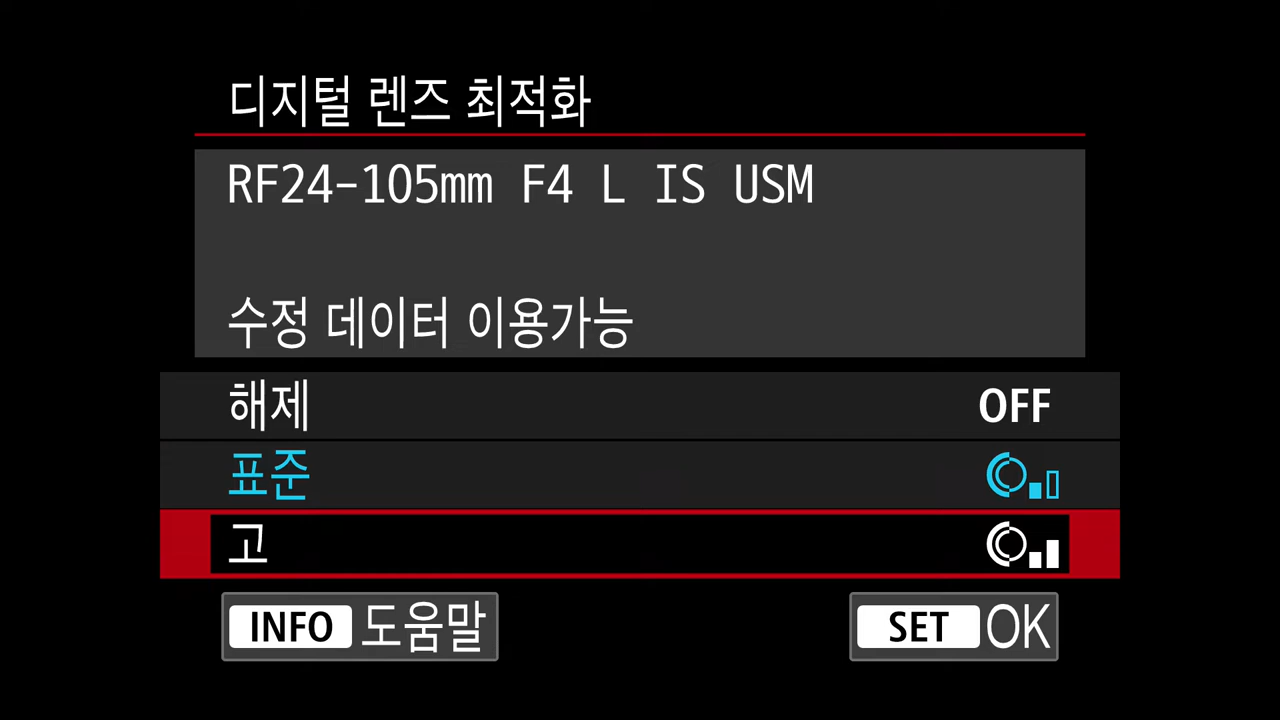 디지털 렌즈 최적화
RF24-105mm F4 L IS USM
수정 데이터 이용가능
해제 OFF
표준
고
INFO 도움말 SET OK